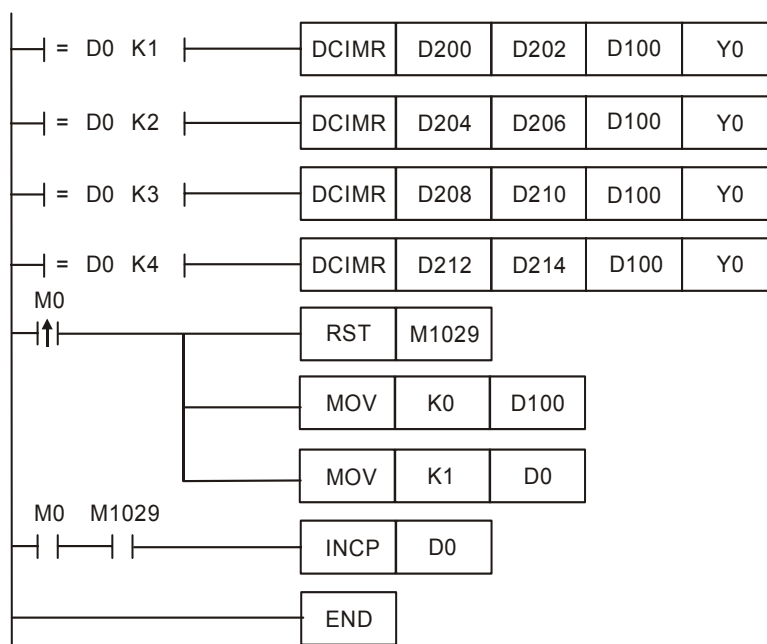 = D0 K1 DCIMR D200 D202 D100 Y0
= D0 K2 DCIMR D204 D206 D100 Y0
= D0 K3 DCIMR D208 D210 D100 Y0
= D0 K4 DCIMR D212 D214 D100 Y0
M0
RST M1029
MOV K0 D100
MOV K1 D0
M0 M1029
INCP D0
END